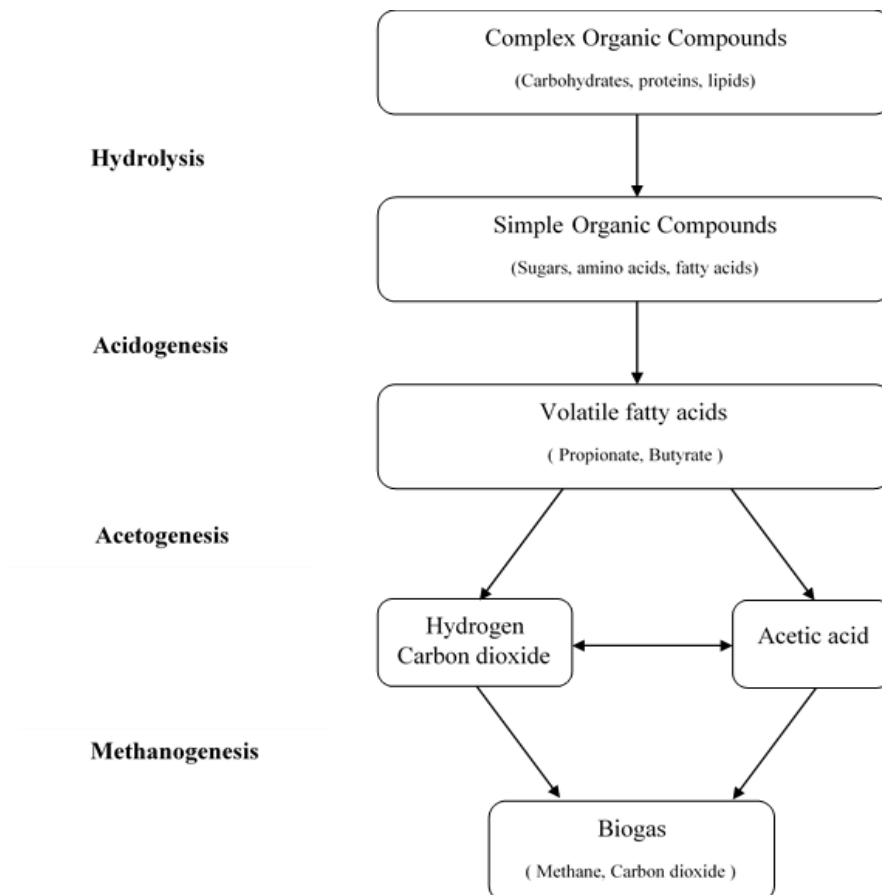 Complex Organic Compounds
(Carbohydrates, proteins, lipids)
Hydrolysis
Simple Organic Compounds
(Sugars, amino acids, fatty acids)
Acidogenesis
Volatile fatty acids
( Propionate, Butyrate )
Acetogenesis
Hydrogen
Carbon dioxide
Acetic acid
Methanogenesis
Biogas
( Methane, Carbon dioxide )